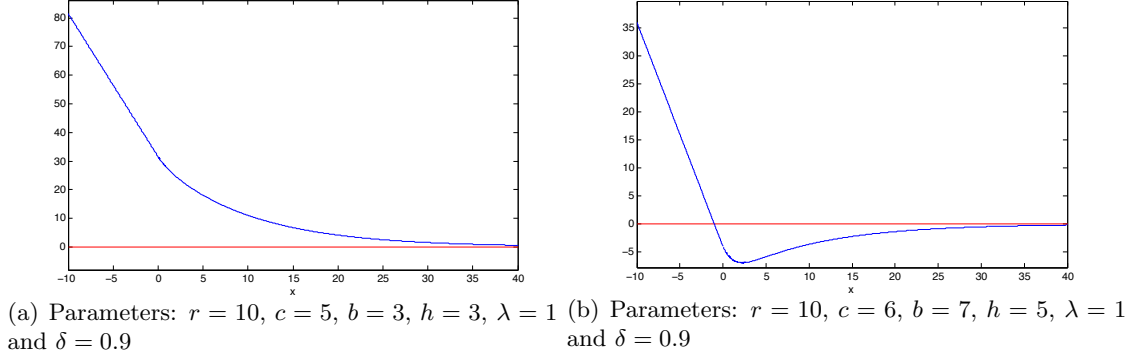 80
70
60
50
40
30
20
10
0
−10 −5 0 5 10 15 20 25 30 35 40
x
(a) Parameters: r = 10, c = 5, b = 3, h = 3, λ = 1
and δ = 0.9
35
30
25
20
15
10
5
0
−5
−10 −5 0 5 10 15 20 25 30 35 40
x
(b) Parameters: r = 10, c = 6, b = 7, h = 5, λ = 1
and δ = 0.9